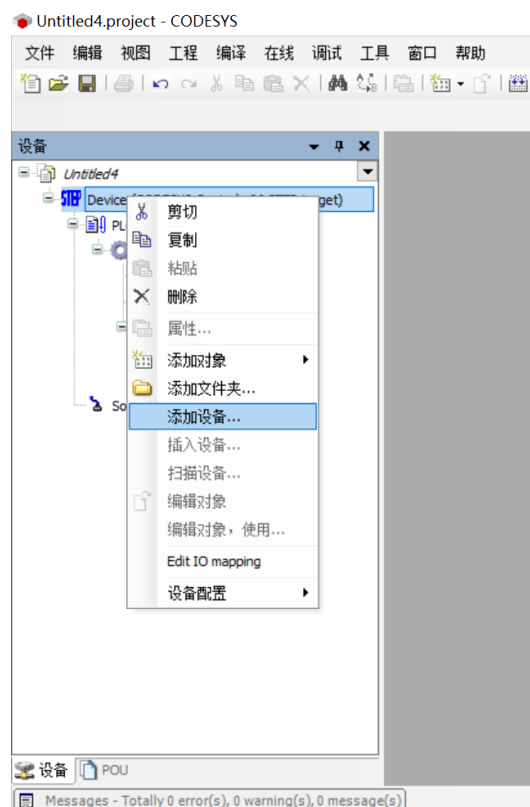 Untitled4.project - CODESYS
文件 编辑 视图 工程 编译 在线 调试 工具 窗口 帮助
设备
Untitled4
STEP Device get)
PL
剪切
复制
粘贴
删除
属性...
添加对象
添加文件夹...
So
添加设备...
插入设备...
扫描设备...
编辑对象
编辑对象，使用...
Edit IO mapping
设备配置
设备 POU
Messages - Totally 0 error(s), 0 warning(s), 0 message(s)